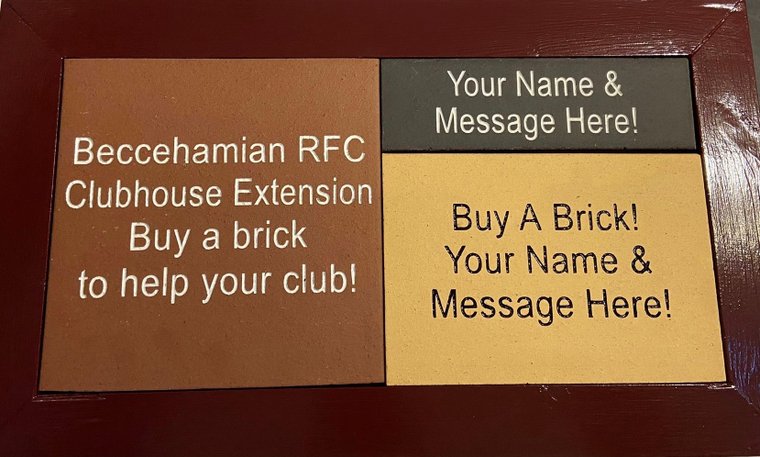 Beccehamian RFC
Clubhouse Extension
Buy a brick
to help your club!
Your Name &
Message Here!
Buy A Brick!
Your Name &
Message Here!